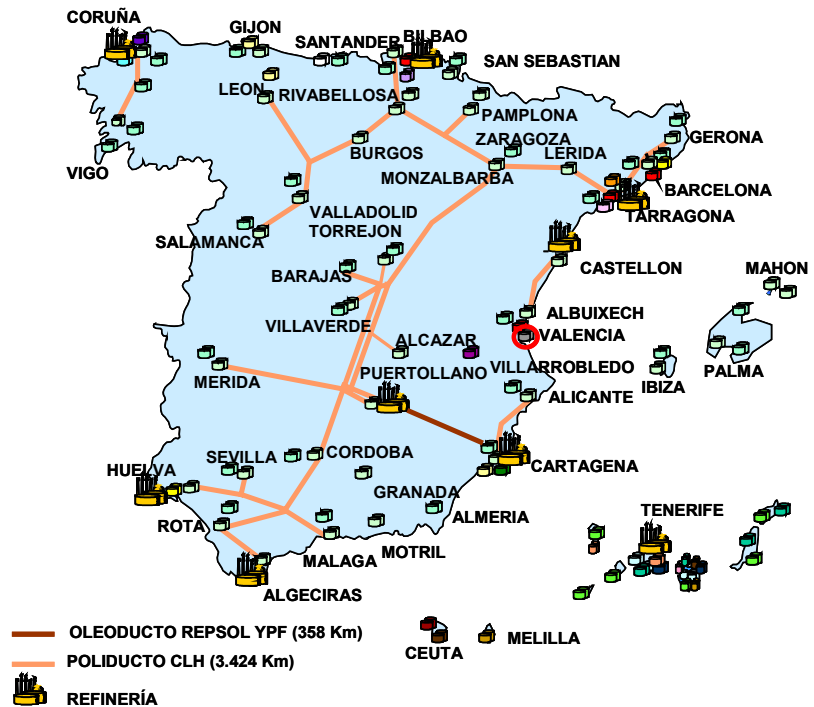 CORUÑA
GIJON
SANTANDER
BILBAO
SAN SEBASTIAN
LEON
RIVABELLOSA
PAMPLONA
ZARAGOZA
GERONA
VIGO
BURGOS
LERIDA
MONZALBARBA
BARCELONA
VALLADOLID
TARRAGONA
SALAMANCA
TORREJON
CASTELLON
MAHON
BARAJAS
ALBUIXECH
VILLAVERDE
ALCAZAR
VALENCIA
PALMA
MERIDA
PUERTOLLANO
VILLARROBLEDO
IBIZA
ALICANTE
HUELVA
SEVILLA
CORDOBA
CARTAGENA
GRANADA
ROTA
ALMERIA
TENERIFE
MALAGA
MOTRIL
ALGECIRAS
OLEODUCTO REPSOL YPF (358 Km)
CEUTA
MELILLA
POLIDUCTO CLH (3.424 Km)
REFINERÍA